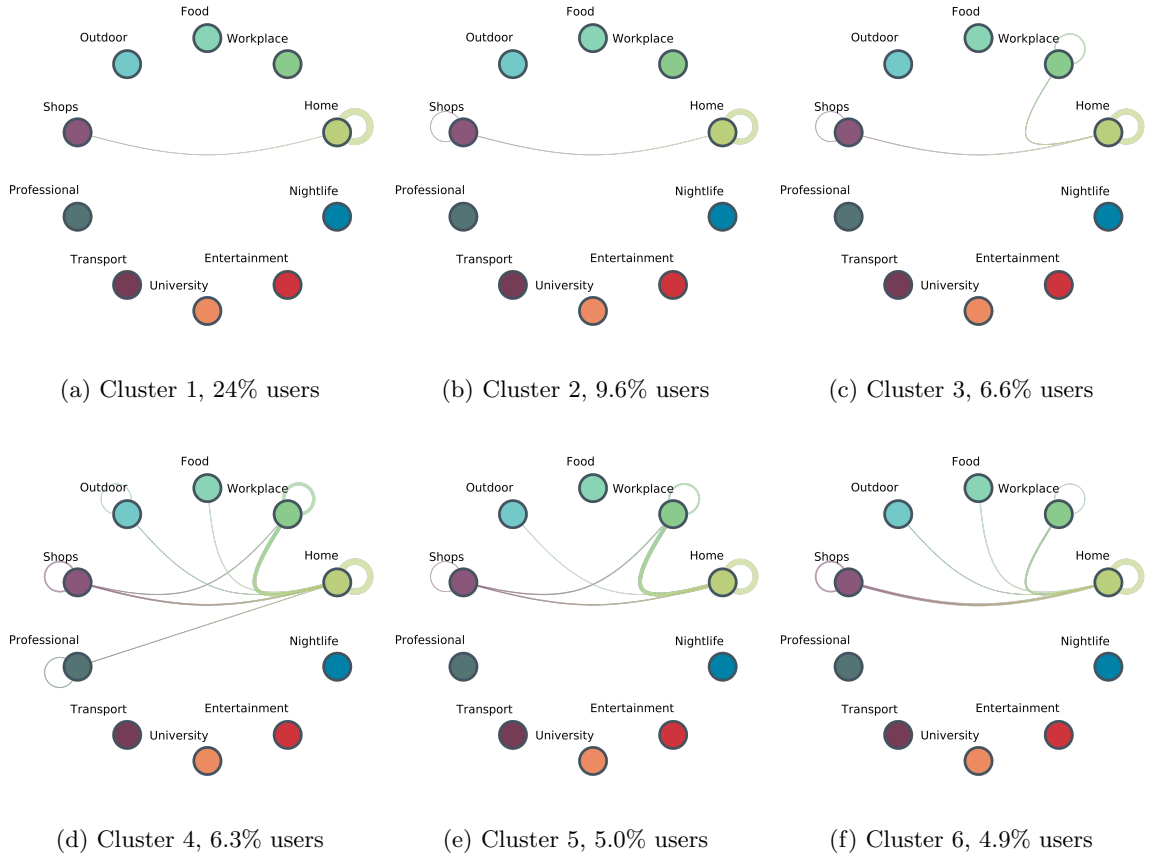 Food
Outdoor
Workplace
Shops
Home
Professional
Nightlife
Transport
Entertainment
University
(a) Cluster 1, 24% users
Food
Outdoor
Workplace
Shops
Home
Professional
Nightlife
Transport
Entertainment
University
(b) Cluster 2, 9.6% users
Food
Outdoor
Workplace
Shops
Home
Professional
Nightlife
Transport
Entertainment
University
(c) Cluster 3, 6.6% users
Food
Outdoor
Workplace
Shops
Home
Professional
Nightlife
Transport
Entertainment
University
(d) Cluster 4, 6.3% users
Food
Outdoor
Workplace
Shops
Home
Professional
Nightlife
Transport
Entertainment
University
(e) Cluster 5, 5.0% users
Food
Outdoor
Workplace
Shops
Home
Professional
Nightlife
Transport
Entertainment
University
(f) Cluster 6, 4.9% users